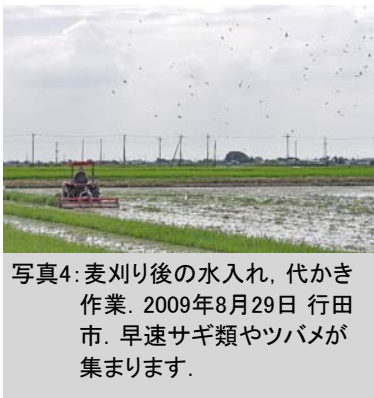 写真4:麦刈り後の水入れ, 代かき
作業. 2009年8月29日 行田
市. 早速サギ類やツバメが
集まります.